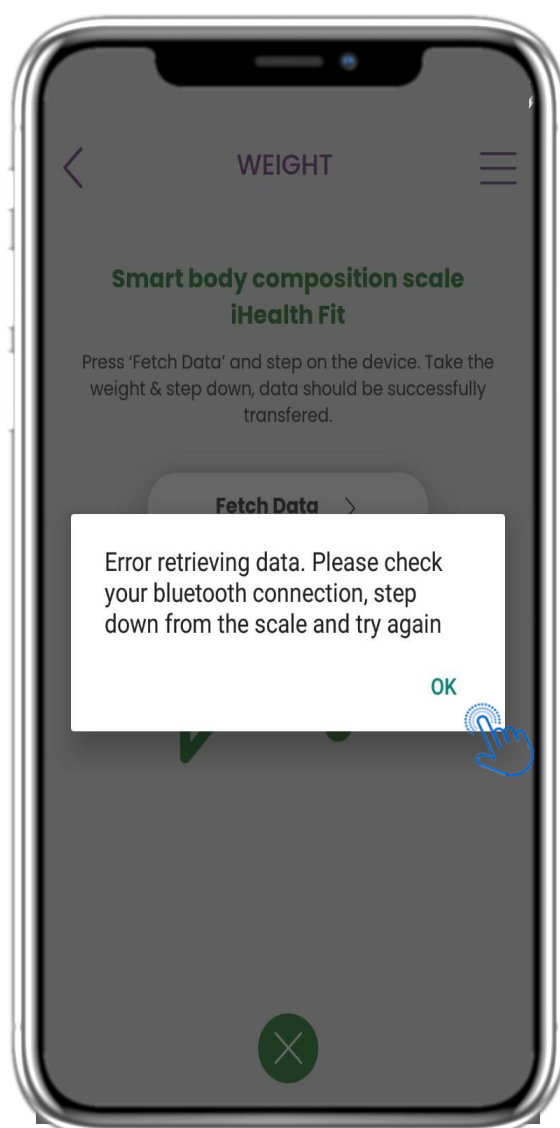 WEIGHT
Smart body composition scale
iHealth Fit
Press ‘Fetch Data’ and step on the device. Take the
weight & step down, data should be successfully
transfered.
Fetch Data
Error retrieving data. Please check
your bluetooth connection, step
down from the scale and try again
OK